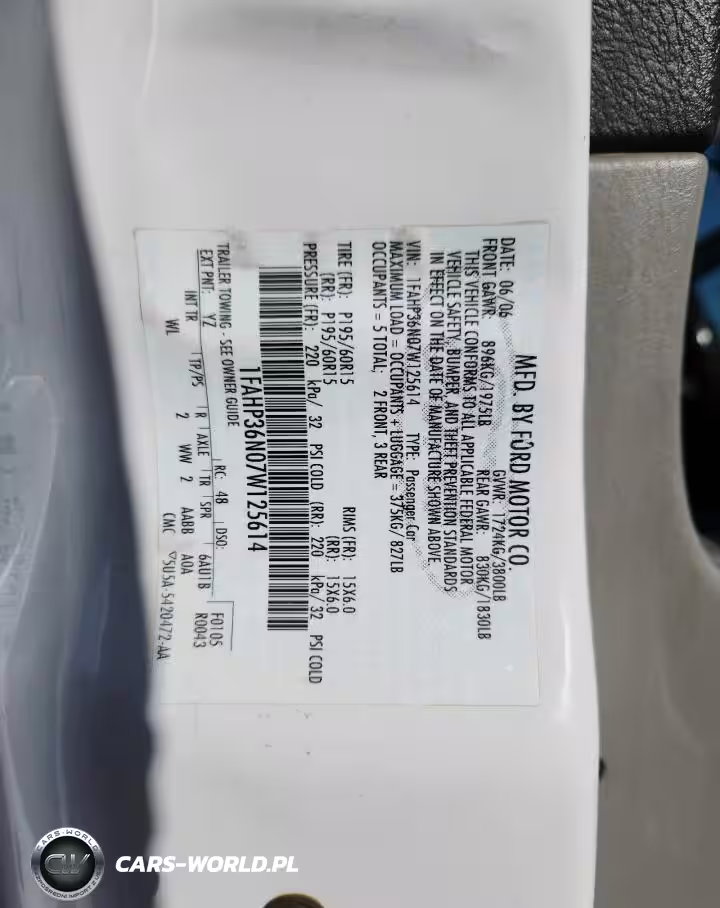 MFD. BY FORD MOTOR CO.
DATE: 06/06 GVWR: 1724KG/3800LB
FRONT GAWR: 896KG/1975LB REAR GAWR: 830KG/1830LB
THIS VEHICLE CONFORMS TO ALL APPLICABLE FEDERAL MOTOR
VEHICLE SAFETY, BUMPER, AND THEFT PREVENTION STANDARDS
IN EFFECT ON THE DATE OF MANUFACTURE SHOWN ABOVE.
VIN: 1FAHP36N07W125614 TYPE: Passenger Car
MAXIMUM LOAD = OCCUPANTS + LUGGAGE = 375KG/827LB
OCCUPANTS = 5 TOTAL; 2 FRONT, 3 REAR
TIRE (FR): P195/60R15 RIMS (FR): 15X6.0
(RR): P195/60R15 (RR): 15X6.0
PRESSURE (FR): 220 kPa/ 32 PSI COLD (RR): 220 kPa/ 32 PSI COLD
1FAHP36N07W125614
TRAILER TOWING - SEE OWNER GUIDE
EXT PNT: YZ RC: 48 DSO: F0105
R0043
INT TR TP/PS R AXLE TR SPR 6AU1B
WL 2 WW 2 AABB A0A
CMC ▽5U5A-5420472-AA
CARS-WORLD
CW
CARS-WORLD.PL